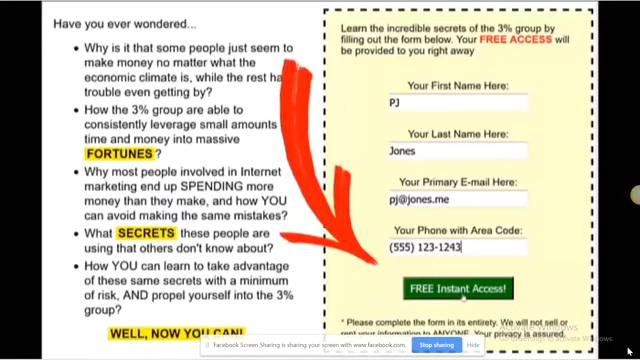 Have you ever wondered...
Why is it that some people just seem to
make money no matter what the
economic climate is, while the rest
trouble even getting by?
How the 3% group are able to
consistently leverage small amounts
time and money into massive
FORTUNES?
Why most people involved in Internet
marketing end up SPENDING more
money than they make, and how YOU
can avoid making the same mistakes?
What SECRETS these people are
using that others don't know about?
How YOU can learn to take advantage
of these same secrets with a minimum
of risk, AND propel yourself into the 3%
group?
WELL, NOW YOU CAN!
Learn the incredible secrets of the 3% group by
filling out the form below. Your FREE ACCESS will
be provided to you right away
Your First Name Here:
PJ
Your Last Name Here:
Jones
Your Primary E-mail Here:
pj@jones.me
Your Phone with Area Code:
(555) 123-1243
FREE Instant Access!
* Please complete the form in its entirety. We will not sell or
rent your information to ANYONE. Your privacy is assured.
Activate Windows
Go to Settings to activate Windows.
Facebook Screen Sharing is sharing your screen with www.facebook.com.
Stop sharing
Hide